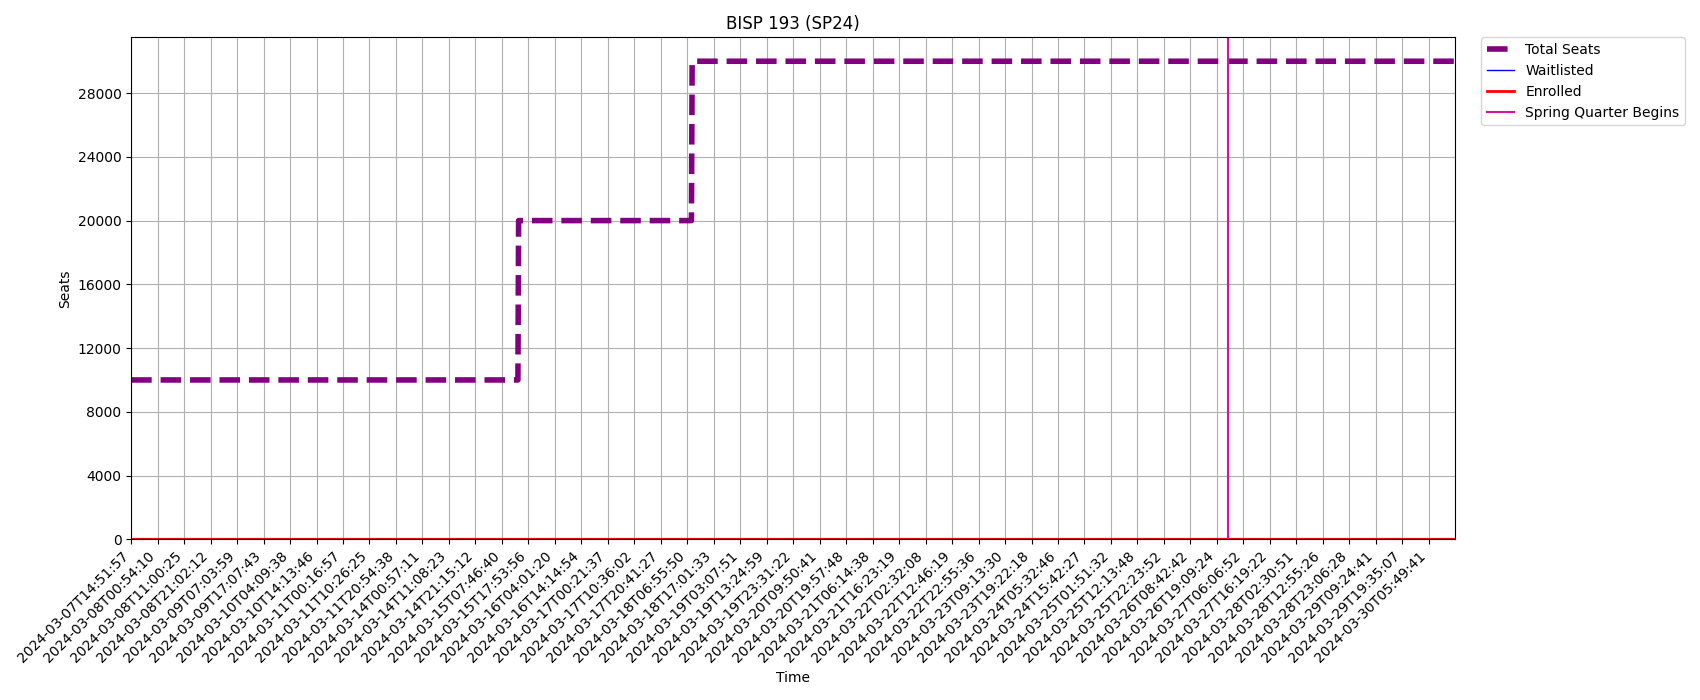 BISP 193 (SP24)
Total Seats
Waitlisted
Enrolled
Spring Quarter Begins
Seats
28000
24000
20000
16000
12000
8000
4000
0
2024-03-07T14:51:57
2024-03-08T00:54:10
2024-03-08T11:00:25
2024-03-08T21:02:12
2024-03-09T07:03:59
2024-03-09T17:07:43
2024-03-10T04:09:38
2024-03-10T14:13:46
2024-03-11T00:16:57
2024-03-11T10:26:25
2024-03-11T20:54:38
2024-03-14T00:57:11
2024-03-14T11:08:23
2024-03-14T21:15:12
2024-03-15T07:46:40
2024-03-15T17:53:56
2024-03-16T04:01:20
2024-03-16T14:14:54
2024-03-17T00:21:37
2024-03-17T10:36:02
2024-03-17T20:41:27
2024-03-18T06:55:50
2024-03-18T17:01:33
2024-03-19T03:07:51
2024-03-19T13:24:59
2024-03-19T23:31:22
2024-03-20T09:50:41
2024-03-20T19:57:48
2024-03-21T06:14:38
2024-03-21T16:23:19
2024-03-22T02:32:08
2024-03-22T12:46:19
2024-03-22T22:55:36
2024-03-23T09:13:30
2024-03-23T19:22:18
2024-03-24T05:32:46
2024-03-24T15:42:27
2024-03-25T01:51:32
2024-03-25T12:13:48
2024-03-25T22:23:52
2024-03-26T08:42:42
2024-03-26T19:09:24
2024-03-27T06:06:52
2024-03-27T16:19:22
2024-03-28T02:30:51
2024-03-28T12:55:26
2024-03-28T23:06:28
2024-03-29T09:24:41
2024-03-29T19:35:07
2024-03-30T05:49:41
Time